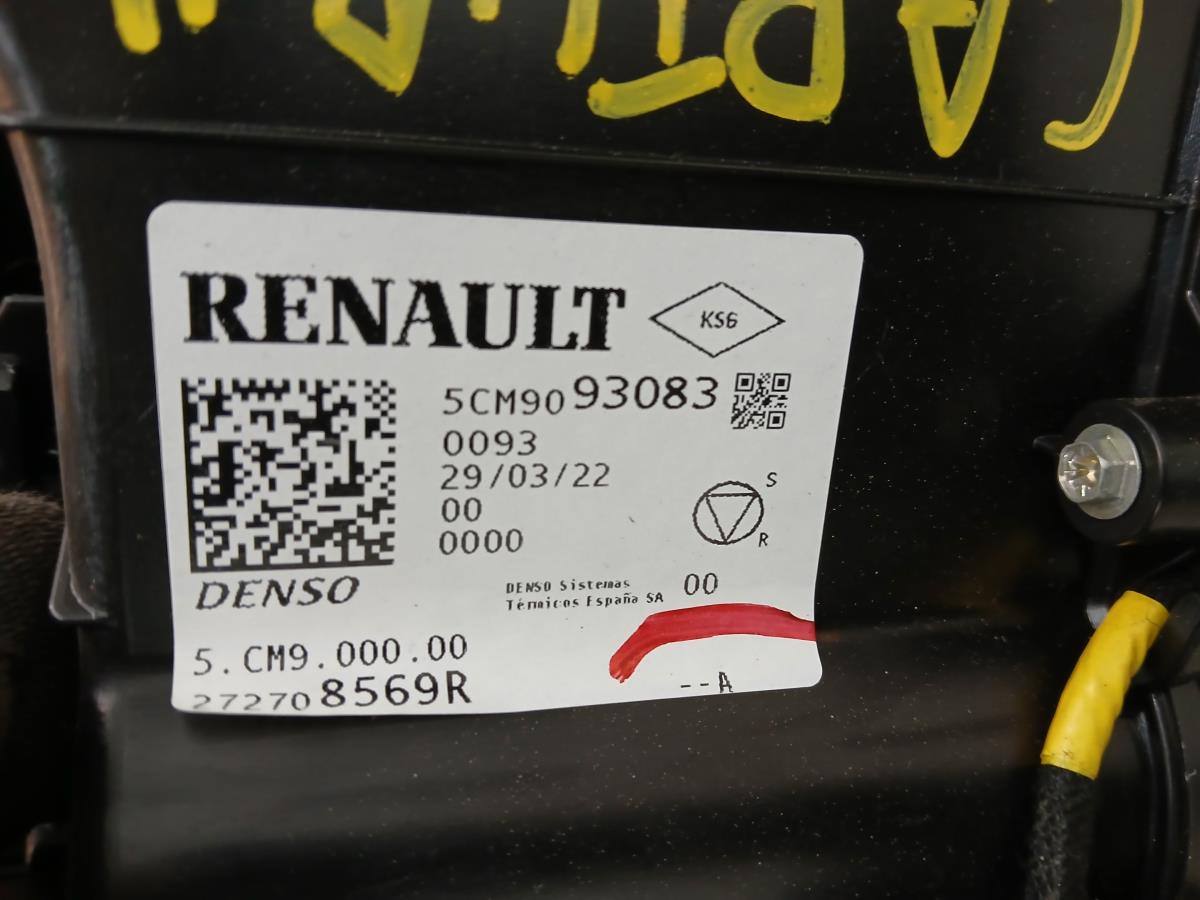 CAPTUR
RENAULT
KS6
5CM90 93083
0093
29/03/22
S
00
R
0000
DENSO
DENSO Sistemas
Térmicos España SA
00
5.CM9.000.00
272708569R
--A